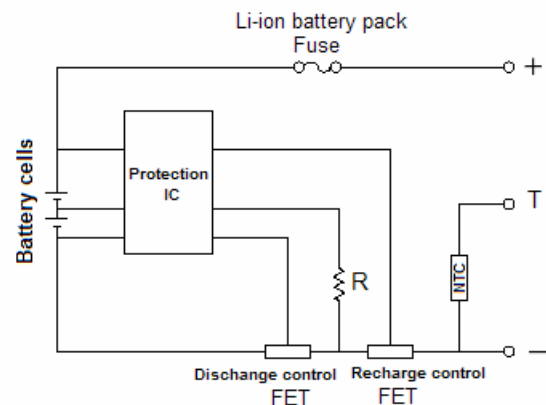 Li-ion battery pack
Fuse
+
Battery cells
Protection
IC
T
R
NTC
−
Dischange control
FET
Recharge control
FET